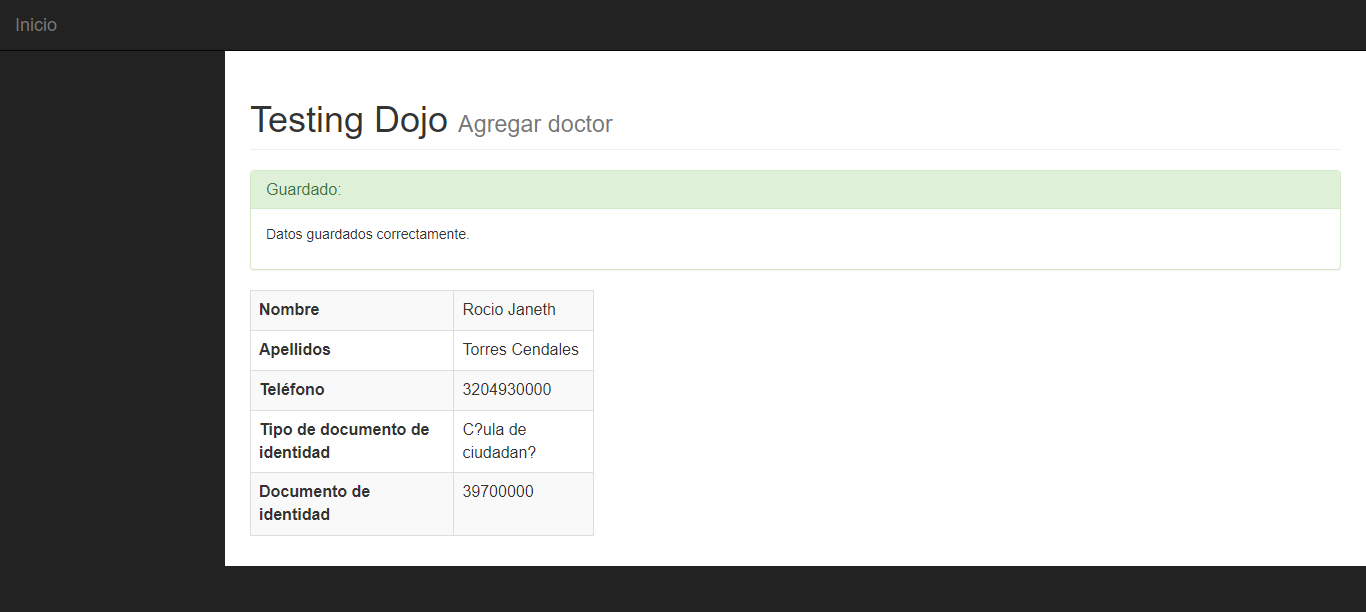 Inicio
Testing Dojo Agregar doctor
Guardado:
Datos guardados correctamente.
Nombre Rocio Janeth
Apellidos Torres Cendales
Teléfono 3204930000
Tipo de documento de C?ula de
identidad ciudadan?
Documento de 39700000
identidad